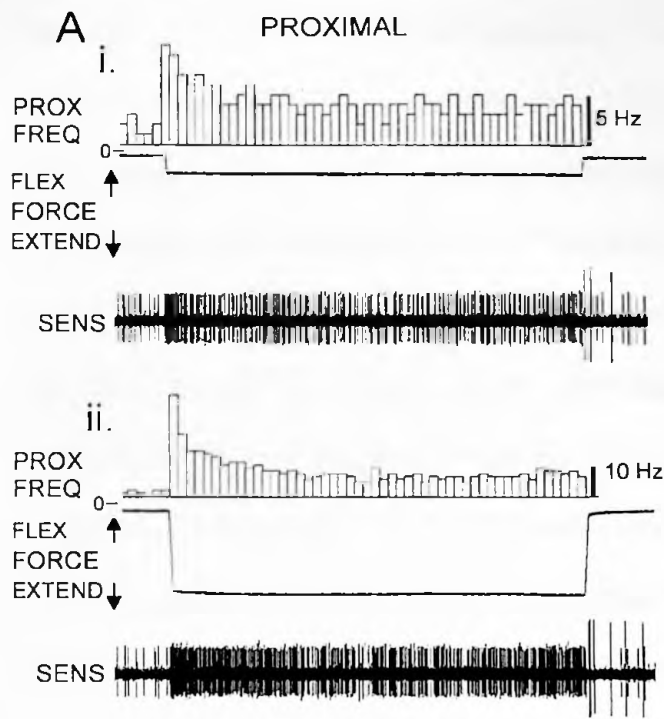 A
PROXIMAL
i.
PROX
FREQ
5 Hz
0
FLEX
FORCE
EXTEND
SENS
ii.
PROX
FREQ
10 Hz
0
FLEX
FORCE
EXTEND
SENS